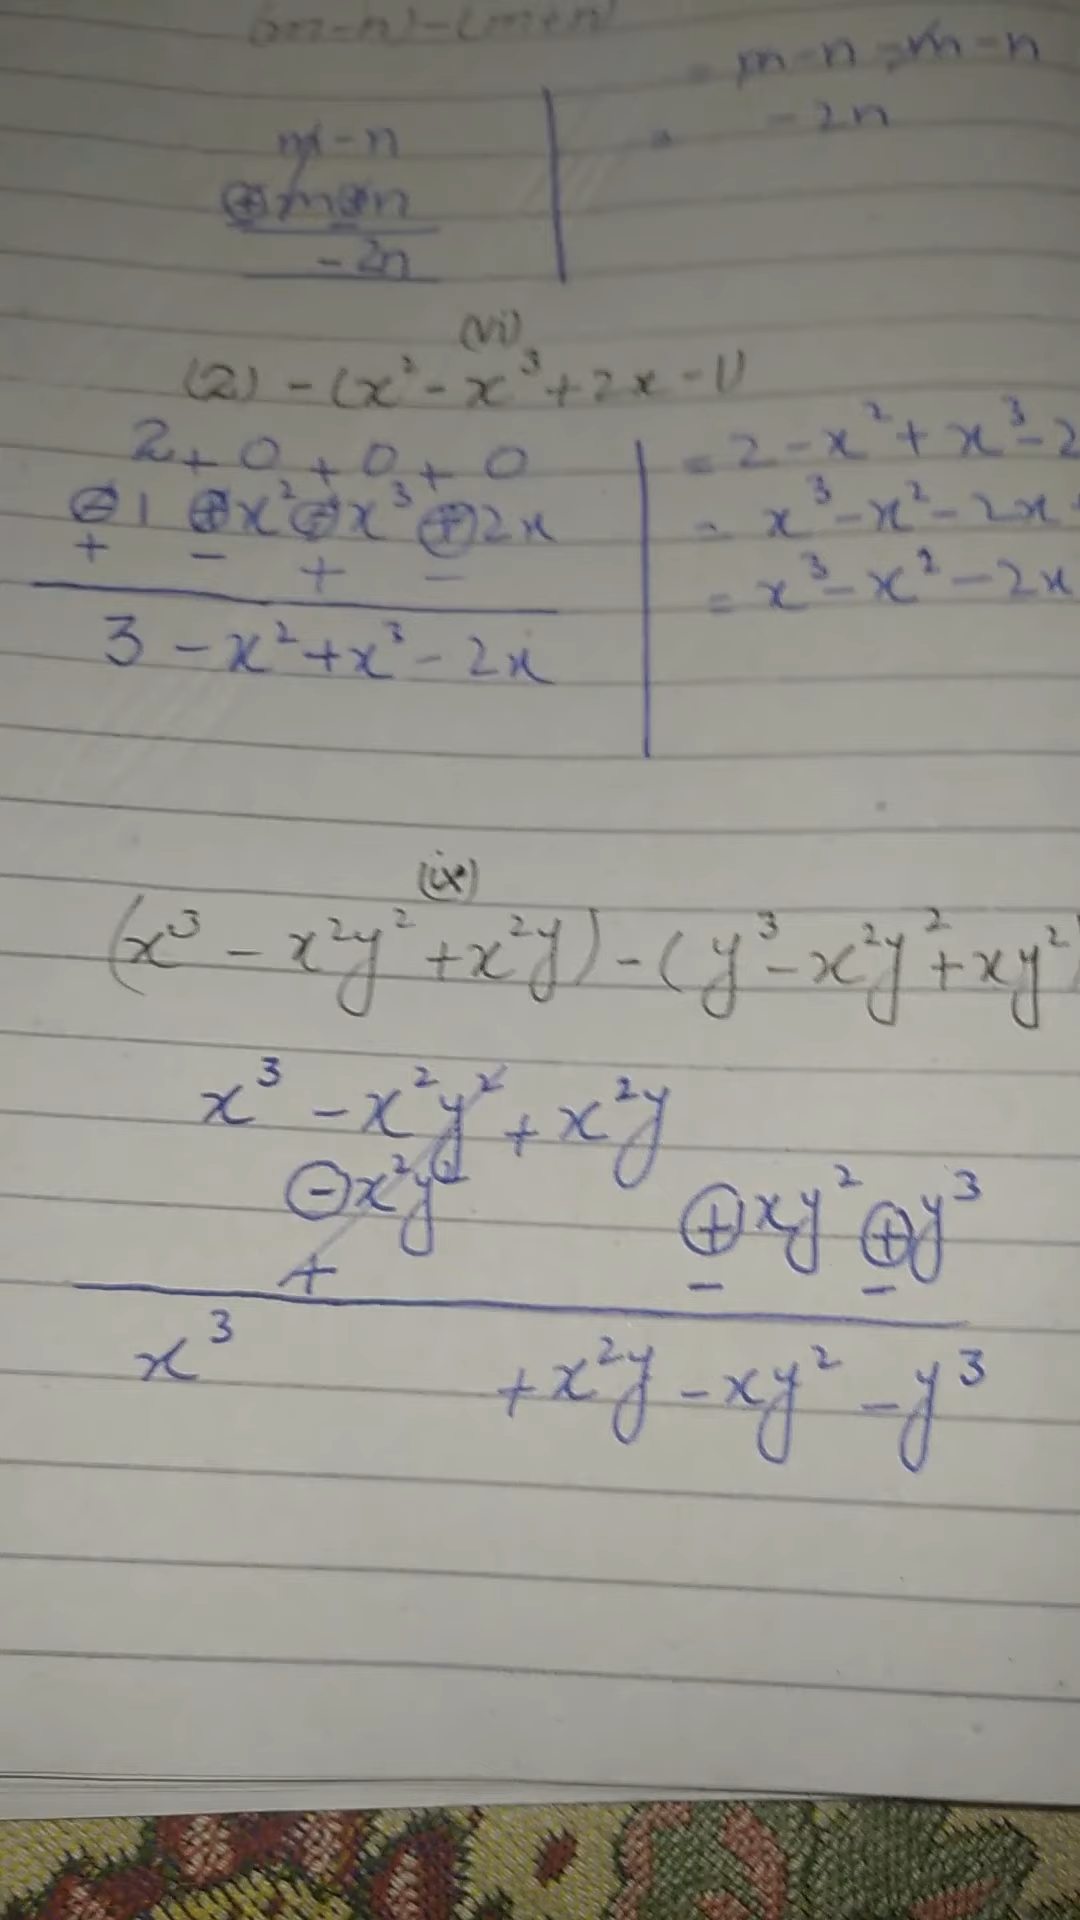 (m-n)-(m+n)
= m-n-m-n
= -2n
m-n
⊕m⊕n
-
-2n
(vi)
(2) - (x² - x³ + 2x - 1)
2 + 0 + 0 + 0
⊖1 ⊕x² ⊖x³ ⊕2x
+ - + -
3 - x² + x³ - 2x
= 2 - x² + x³ - 2
= x³ - x² - 2x +
= x³ - x² - 2x
(ix)
(x³ - x²y² + x²y) - (y³ - x²y² + xy²)
x³ - x²y² + x²y
⊖x²y² ⊕xy² ⊕y³
+ - -
x³ + x²y - xy² - y³